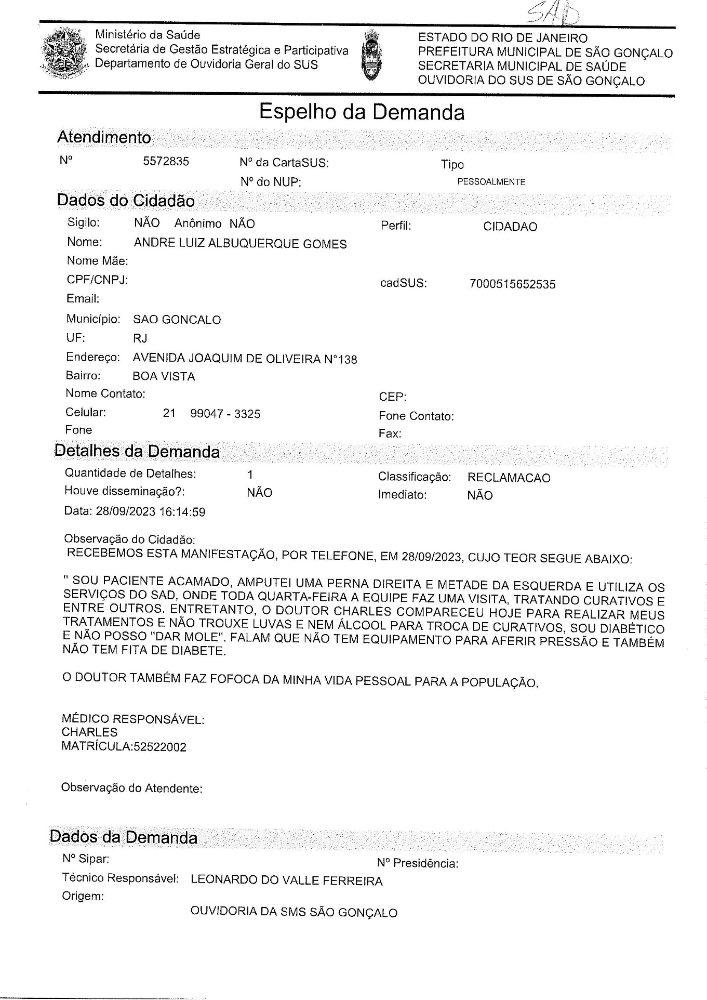 SAD
Ministério da Saúde
Secretária de Gestão Estratégica e Participativa
Departamento de Ouvidoria Geral do SUS
ESTADO DO RIO DE JANEIRO
PREFEITURA MUNICIPAL DE SÃO GONÇALO
SECRETARIA MUNICIPAL DE SAÚDE
OUVIDORIA DO SUS DE SÃO GONÇALO
Espelho da Demanda
Atendimento
Nº 5572835 Nº da CartaSUS: Tipo
Nº do NUP: PESSOALMENTE
Dados do Cidadão
Sigilo: NÃO Anônimo NÃO Perfil: CIDADAO
Nome: ANDRE LUIZ ALBUQUERQUE GOMES
Nome Mãe:
CPF/CNPJ: cadSUS: 7000515652535
Email:
Município: SAO GONCALO
UF: RJ
Endereço: AVENIDA JOAQUIM DE OLIVEIRA N°138
Bairro: BOA VISTA
Nome Contato: CEP:
Celular: 21 99047 - 3325 Fone Contato:
Fone Fax:
Detalhes da Demanda
Quantidade de Detalhes: 1 Classificação: RECLAMACAO
Houve disseminação?: NÃO Imediato: NÃO
Data: 28/09/2023 16:14:59
Observação do Cidadão:
RECEBEMOS ESTA MANIFESTAÇÃO, POR TELEFONE, EM 28/09/2023, CUJO TEOR SEGUE ABAIXO:
" SOU PACIENTE ACAMADO, AMPUTEI UMA PERNA DIREITA E METADE DA ESQUERDA E UTILIZA OS
SERVIÇOS DO SAD, ONDE TODA QUARTA-FEIRA A EQUIPE FAZ UMA VISITA, TRATANDO CURATIVOS E
ENTRE OUTROS. ENTRETANTO, O DOUTOR CHARLES COMPARECEU HOJE PARA REALIZAR MEUS
TRATAMENTOS E NÃO TROUXE LUVAS E NEM ÁLCOOL PARA TROCA DE CURATIVOS, SOU DIABÉTICO
E NÃO POSSO "DAR MOLE". FALAM QUE NÃO TEM EQUIPAMENTO PARA AFERIR PRESSÃO E TAMBÉM
NÃO TEM FITA DE DIABETE.
O DOUTOR TAMBÉM FAZ FOFOCA DA MINHA VIDA PESSOAL PARA A POPULAÇÃO.
MÉDICO RESPONSÁVEL:
CHARLES
MATRÍCULA:52522002
Observação do Atendente:
Dados da Demanda
Nº Sipar: Nº Presidência:
Técnico Responsável: LEONARDO DO VALLE FERREIRA
Origem:
OUVIDORIA DA SMS SÃO GONÇALO